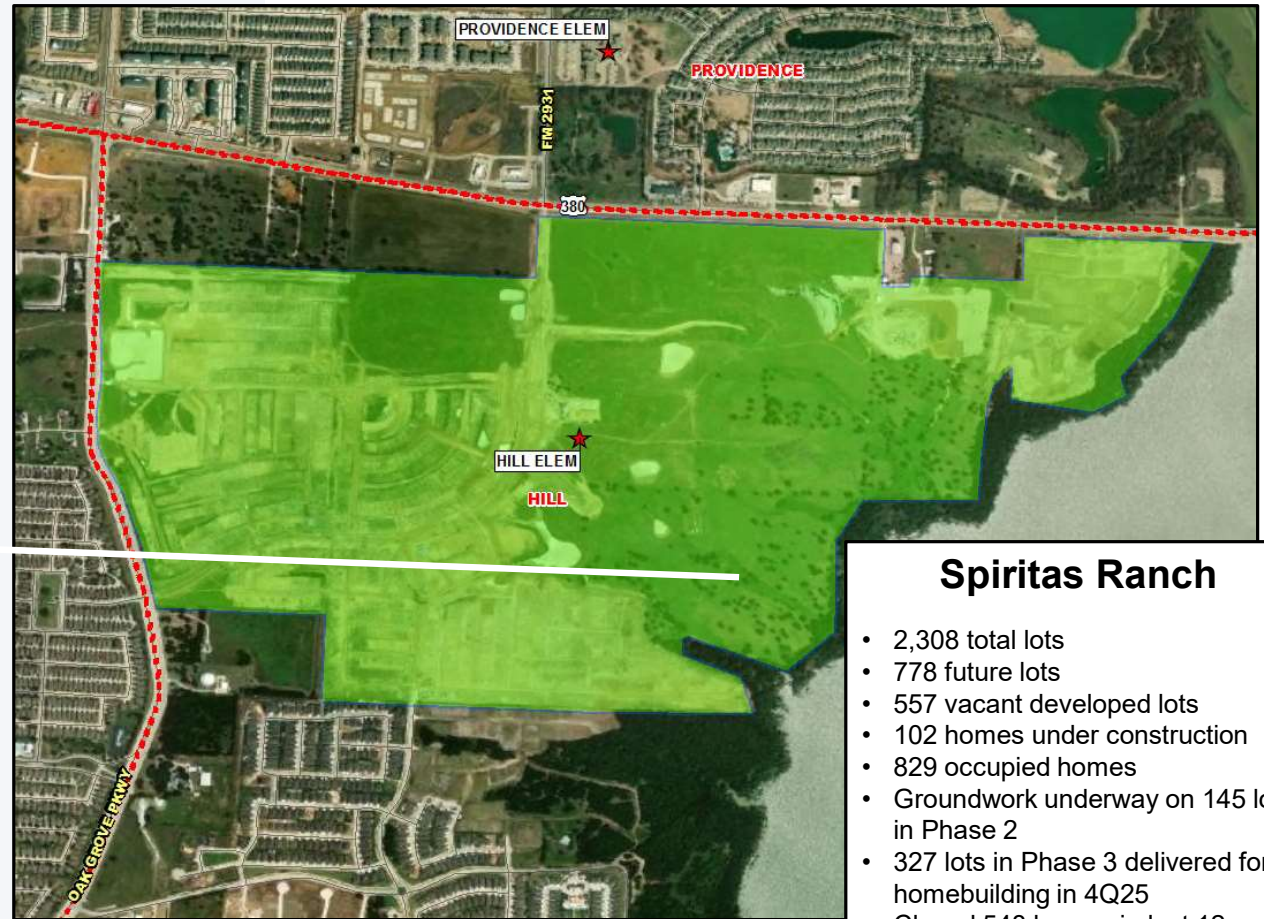 PROVIDENCE ELEM
PROVIDENCE
FM 2931
380
HILL ELEM
HILL
OAK GROVE PKWY
Spiritas Ranch
• 2,308 total lots
• 778 future lots
• 557 vacant developed lots
• 102 homes under construction
• 829 occupied homes
• Groundwork underway on 145
in Phase 2
• 327 lots in Phase 3 delivered for
homebuilding in 4Q25